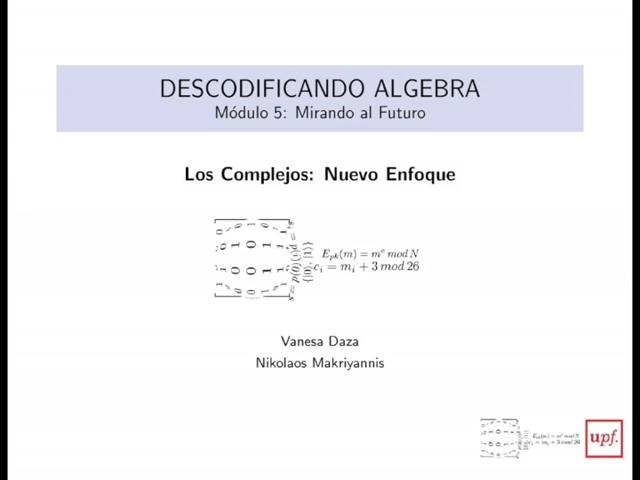 DESCODIFICANDO ALGEBRA
Módulo 5: Mirando al Futuro
Los Complejos: Nuevo Enfoque
E_{pk}(m) = m^e mod N
c_i = m_i + 3 mod 26
Vanesa Daza
Nikolaos Makriyannis
upf.